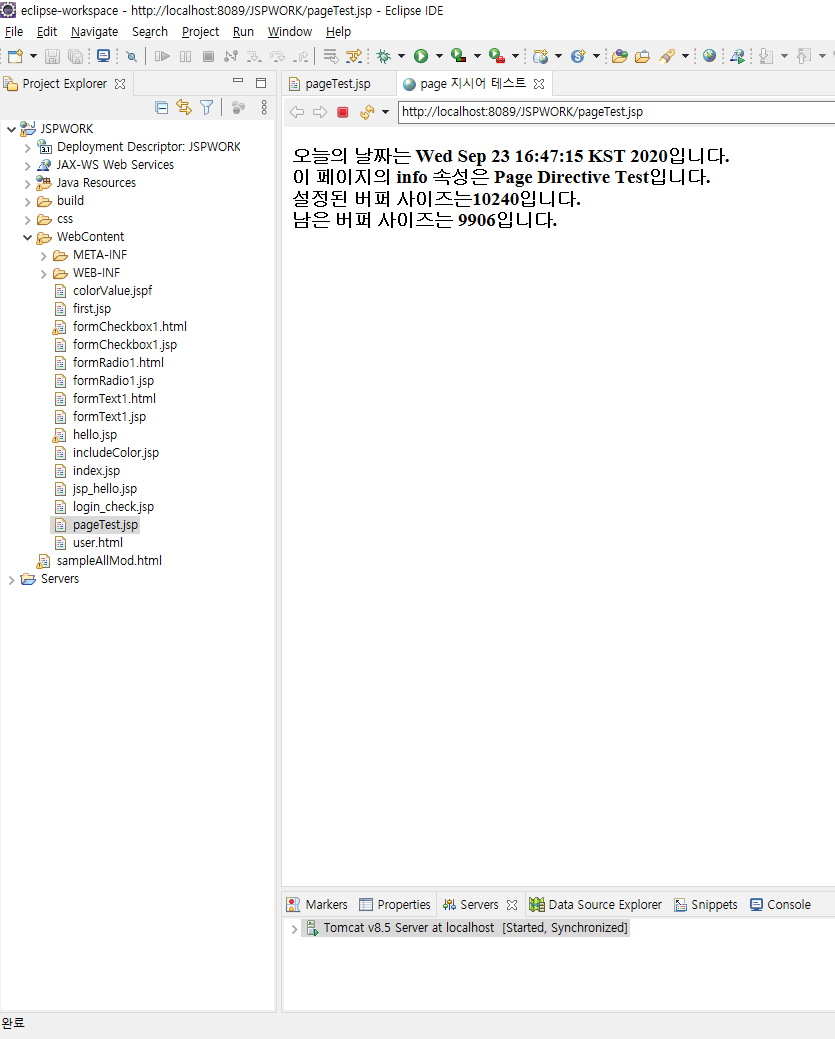 eclipse-workspace - http://localhost:8089/JSPWORK/pageTest.jsp - Eclipse IDE
File Edit Navigate Search Project Run Window Help
Project Explorer
JSPWORK
3.1 Deployment Descriptor: JSPWORK
JAX-WS Web Services
Java Resources
build
css
WebContent
META-INF
WEB-INF
colorValue.jspf
first.jsp
formCheckbox1.html
formCheckbox1.jsp
formRadio1.html
formRadio1.jsp
formText1.html
formText1.jsp
hello.jsp
includeColor.jsp
index.jsp
jsp_hello.jsp
login_check.jsp
pageTest.jsp
user.html
sampleAllMod.html
Servers
pageTest.jsp page 지시어 테스트
http://localhost:8089/JSPWORK/pageTest.jsp
오늘의 날짜는 Wed Sep 23 16:47:15 KST 2020입니다.
이 페이지의 info 속성은 Page Directive Test입니다.
설정된 버퍼 사이즈는10240입니다.
남은 버퍼 사이즈는 9906입니다.
Markers Properties Servers Data Source Explorer Snippets Console
Tomcat v8.5 Server at localhost [Started, Synchronized]
완료